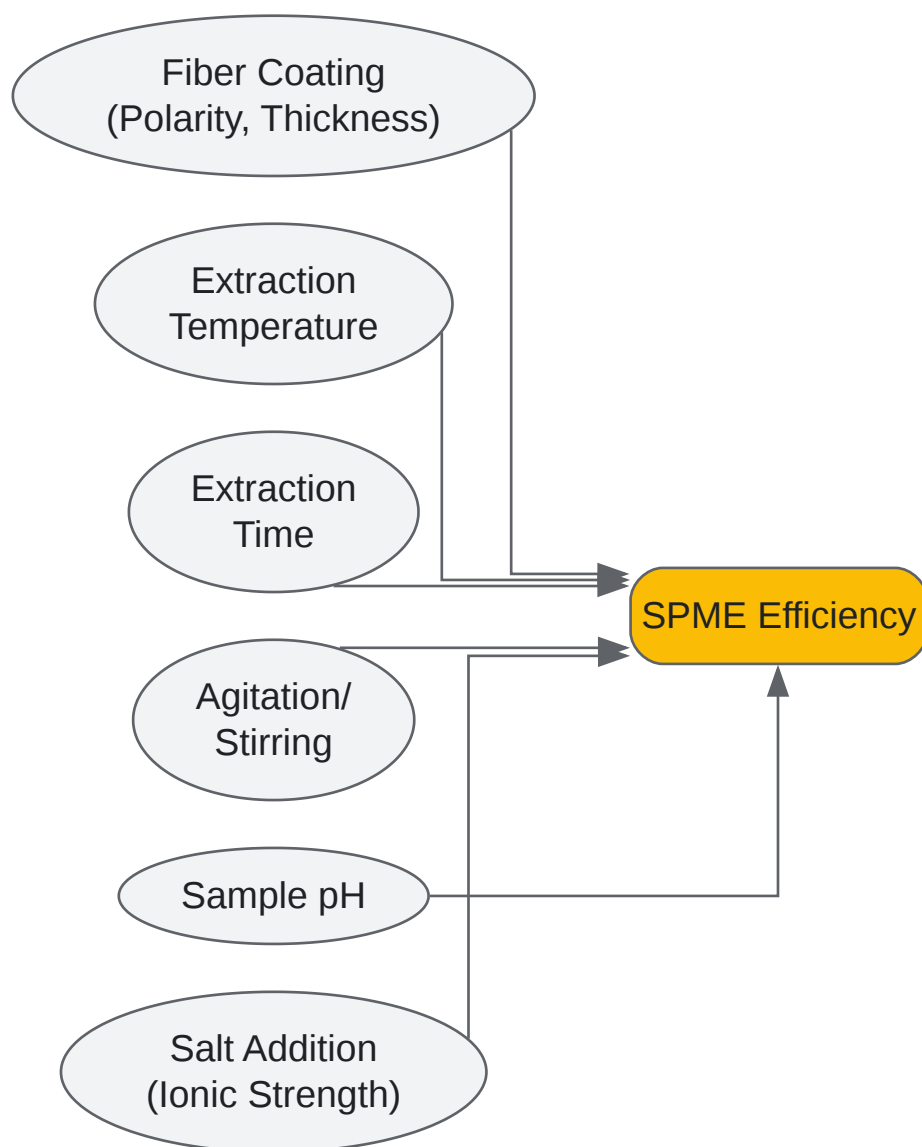 Fiber Coating
(Polarity, Thickness)
Extraction
Temperature
Extraction
Time
SPME Efficiency
Agitation/
Stirring
Sample pH
Salt Addition
(Ionic Strength)